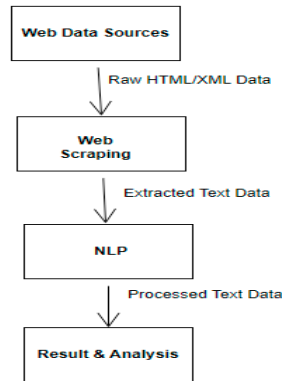 Web Data Sources
Raw HTML/XML Data
Web
Scraping
Extracted Text Data
NLP
Processed Text Data
Result & Analysis